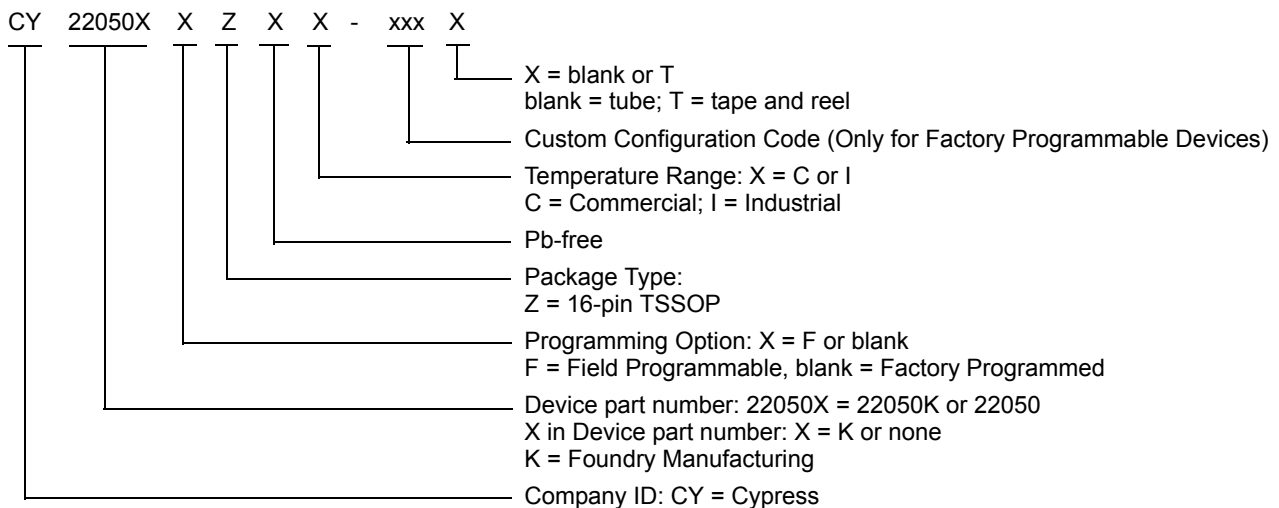 CY 22050X X Z X X - xxx X
X = blank or T
blank = tube; T = tape and reel
Custom Configuration Code (Only for Factory Programmable Devices)
Temperature Range: X = C or I
C = Commercial; I = Industrial
Pb-free
Package Type:
Z = 16-pin TSSOP
Programming Option: X = F or blank
F = Field Programmable, blank = Factory Programmed
Device part number: 22050X = 22050K or 22050
X in Device part number: X = K or none
K = Foundry Manufacturing
Company ID: CY = Cypress